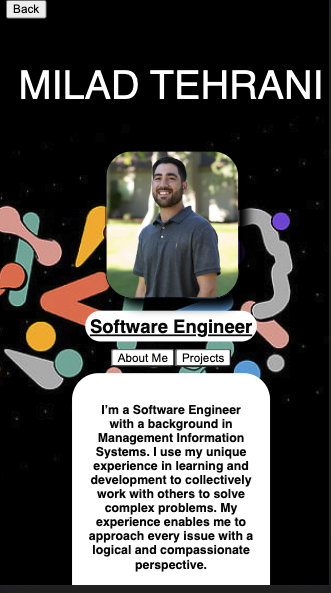 Back
MILAD TEHRANI
Software Engineer
About Me Projects
I'm a Software Engineer
with a background in
Management Information
Systems. I use my unique
experience in learning and
development to collectively
work with others to solve
complex problems. My
experience enables me to
approach every issue with a
logical and compassionate
perspective.